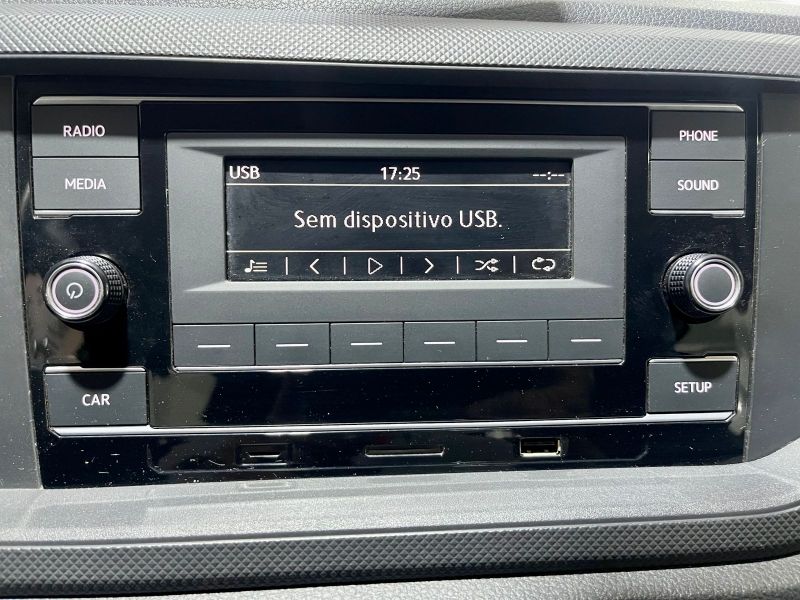 RADIO
MEDIA
USB 17:25 --:--
Sem dispositivo USB.
PHONE
SOUND
CAR
SETUP